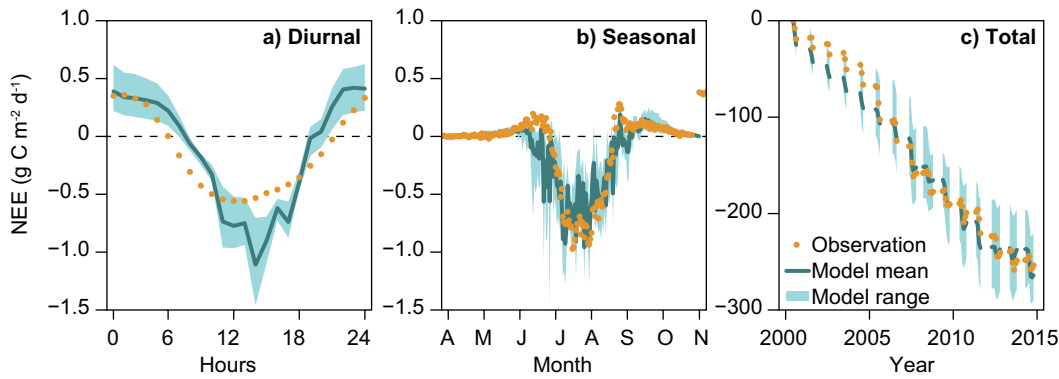 NEE (g C m⁻² d⁻¹)
1.0
0.5
0
−0.5
−1.0
−1.5
a) Diurnal
0
6
12
18
24
Hours
1.0
0.5
0
−0.5
−1.0
−1.5
b) Seasonal
A
M
J
J
A
S
O
N
Month
0
−100
−200
−300
c) Total
Observation
Model mean
Model range
2000
2005
2010
2015
Year